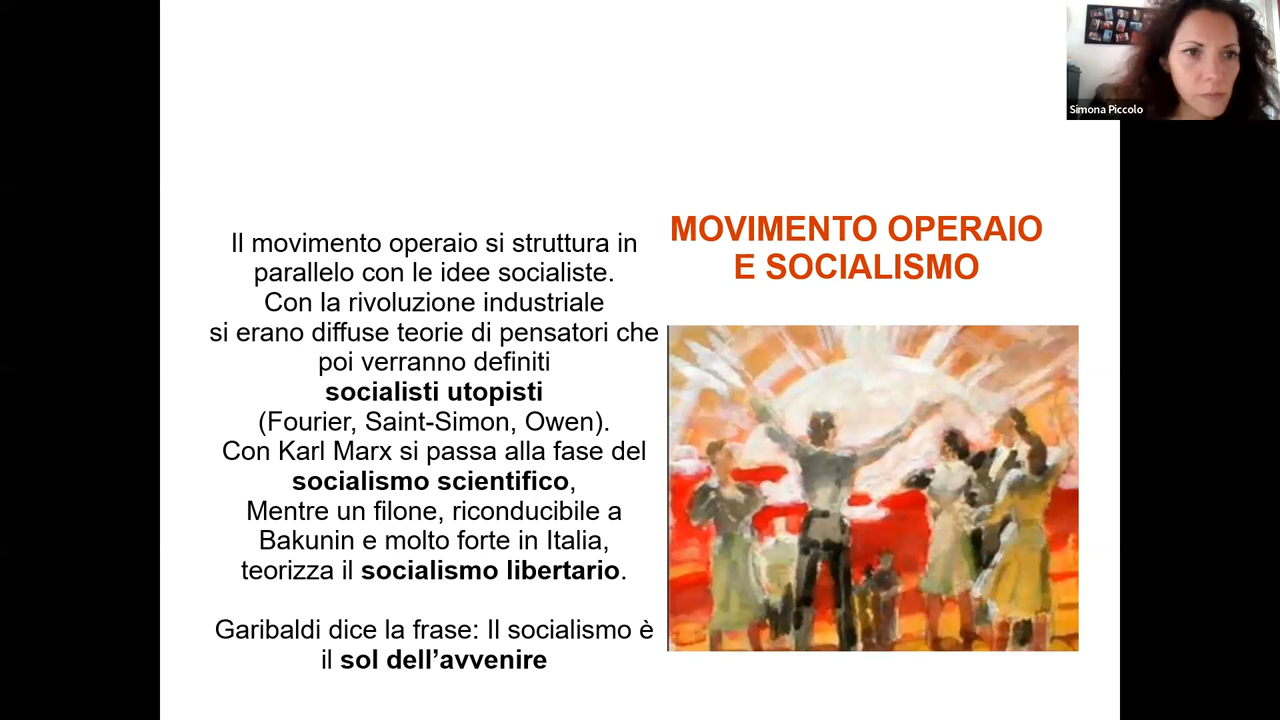 Simona Piccolo
MOVIMENTO OPERAIO
E SOCIALISMO
Il movimento operaio si struttura in
parallelo con le idee socialiste.
Con la rivoluzione industriale
si erano diffuse teorie di pensatori che
poi verranno definiti
socialisti utopisti
(Fourier, Saint-Simon, Owen).
Con Karl Marx si passa alla fase del
socialismo scientifico,
Mentre un filone, riconducibile a
Bakunin e molto forte in Italia,
teorizza il socialismo libertario.
Garibaldi dice la frase: Il socialismo è
il sol dell’avvenire